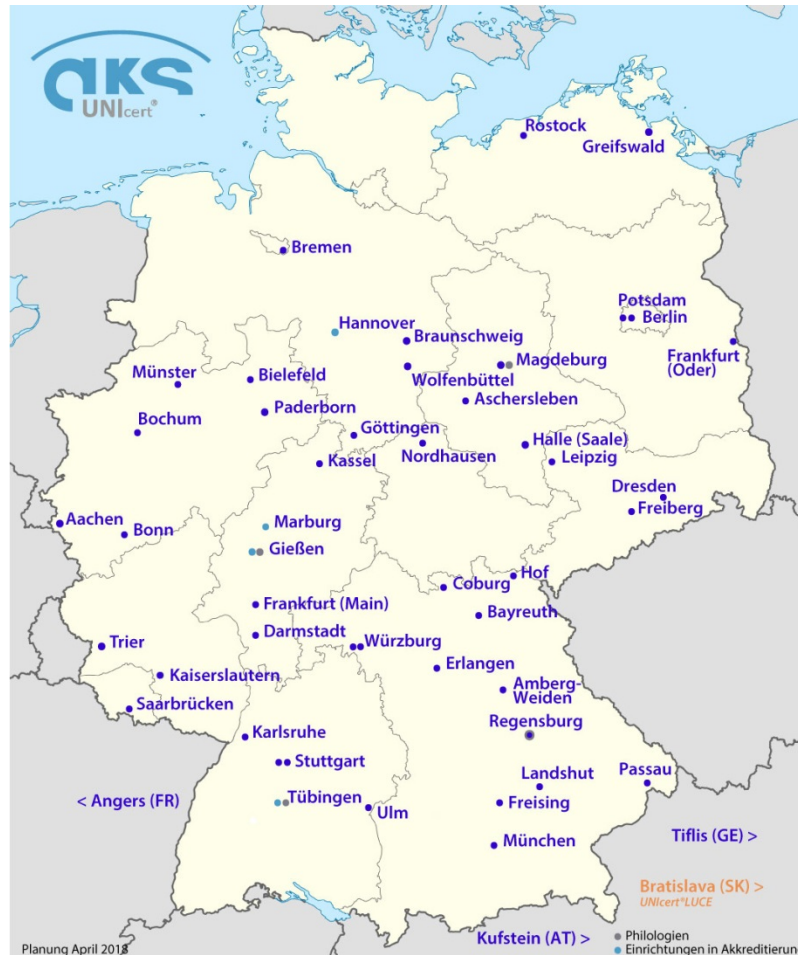 aks
UNIcert®
Rostock
Greifswald
Bremen
Potsdam
Berlin
Hannover
Braunschweig
Frankfurt
(Oder)
Münster
Bielefeld
Magdeburg
Wolfenbüttel
Aschersleben
Paderborn
Bochum
Göttingen
Halle (Saale)
Nordhausen
Kassel
Leipzig
Dresden
Freiberg
Aachen
Bonn
Marburg
Gießen
Hof
Coburg
Frankfurt (Main)
Bayreuth
Darmstadt
Würzburg
Trier
Erlangen
Kaiserslautern
Amberg-
Weiden
Saarbrücken
Regensburg
Karlsruhe
Stuttgart
Landshut
Passau
< Angers (FR)
Tübingen
Freising
Ulm
Tiflis (GE) >
München
Bratislava (SK) >
UNIcert®LUCE
Kufstein (AT) >
Philologien
Einrichtungen in Akkreditierun
Planung April 2018